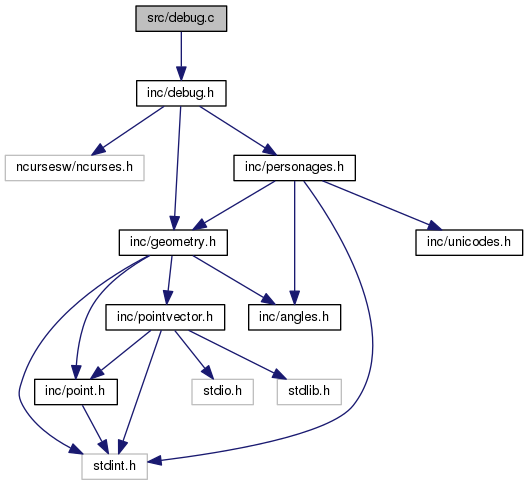 src/debug.c
inc/debug.h
ncursesw/ncurses.h
inc/personages.h
inc/geometry.h
inc/unicodes.h
inc/pointvector.h
inc/angles.h
inc/point.h
stdio.h
stdlib.h
stdint.h